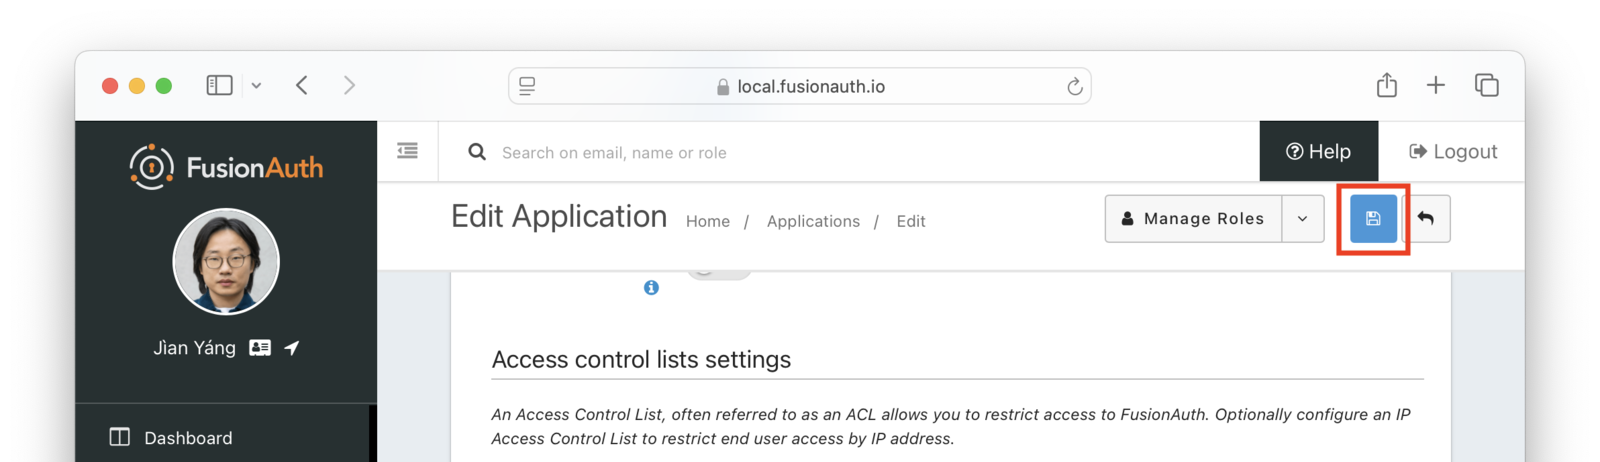 local.fusionauth.io
FusionAuth
Search on email, name or role
Help
Logout
Edit Application
Home / Applications / Edit
Manage Roles
Jìan Yáng
Access control lists settings
An Access Control List, often referred to as an ACL allows you to restrict access to FusionAuth. Optionally configure an IP
Access Control List to restrict end user access by IP address.
Dashboard